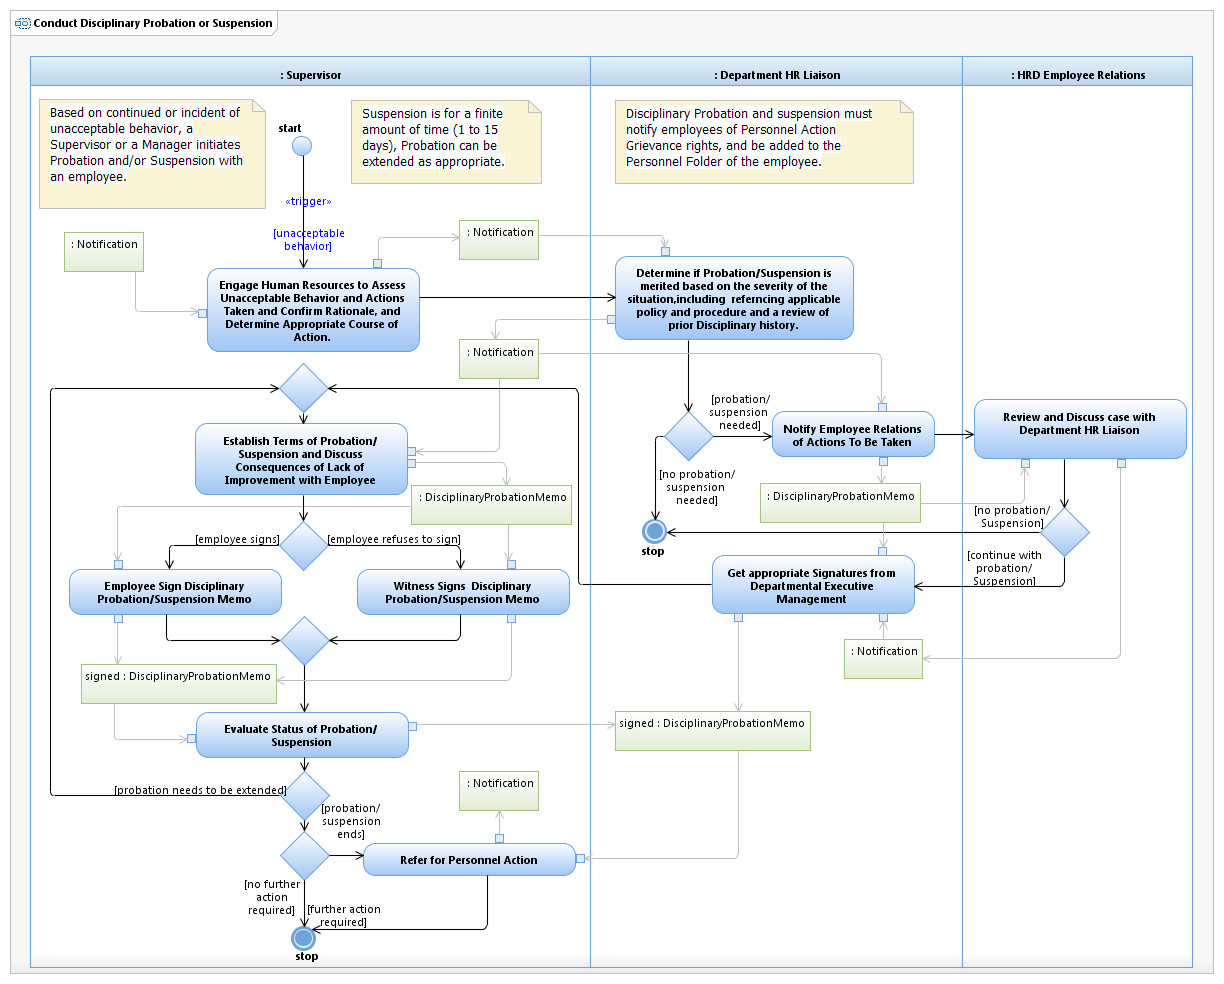 Conduct Disciplinary Probation or Suspension
: Supervisor
: Department HR Liaison
: HRD Employee Relations
Based on continued or incident of
unacceptable behavior, a
Supervisor or a Manager initiates
Probation and/or Suspension with
an employee.
start
Suspension is for a finite
amount of time (1 to 15
days), Probation can be
extended as appropriate.
Disciplinary Probation and suspension must
notify employees of Personnel Action
Grievance rights, and be added to the
Personnel Folder of the employee.
«trigger»
[unacceptable
behavior]
: Notification
: Notification
Engage Human Resources to Assess
Unacceptable Behavior and Actions
Taken and Confirm Rationale, and
Determine Appropriate Course of
Action.
Determine if Probation/Suspension is
merited based on the severity of the
situation,including  referncing applicable
policy and procedure and a review of
prior Disciplinary history.
: Notification
[probation/
suspension
needed]
Notify Employee Relations
of Actions To Be Taken
Review and Discuss case with
Department HR Liaison
Establish Terms of Probation/
Suspension and Discuss
Consequences of Lack of
Improvement with Employee
[no probation/
suspension
needed]
: DisciplinaryProbationMemo
: DisciplinaryProbationMemo
[no probation/
Suspension]
stop
[employee signs]
[employee refuses to sign]
[continue with
probation/
Suspension]
Employee Sign Disciplinary
Probation/Suspension Memo
Witness Signs  Disciplinary
Probation/Suspension Memo
Get appropriate Signatures from
Departmental Executive
Management
: Notification
signed : DisciplinaryProbationMemo
Evaluate Status of Probation/
Suspension
signed : DisciplinaryProbationMemo
[probation needs to be extended]
: Notification
[probation/
suspension
ends]
Refer for Personnel Action
[no further
action
required]
[further action
required]
stop